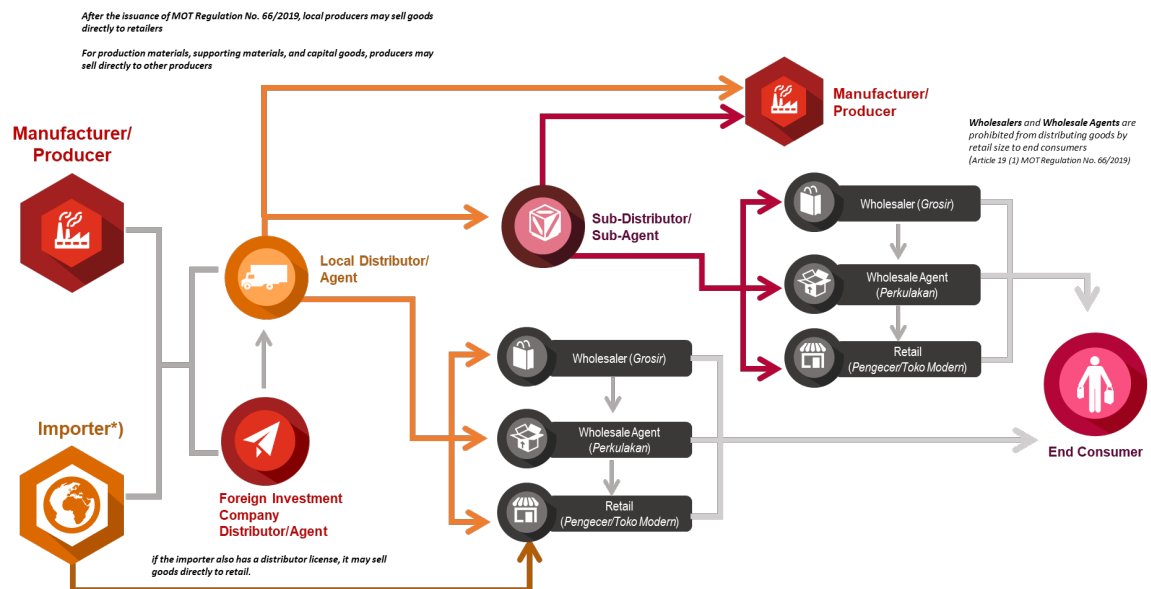 After the issuance of MOT Regulation No. 66/2019, local producers may sell goods
directly to retailers
For production materials, supporting materials, and capital goods, producers may
sell directly to other producers
Manufacturer/
Producer
Manufacturer/
Producer
Wholesalers and Wholesale Agents are
prohibited from distributing goods by
retail size to end consumers
(Article 19 (1) MOT Regulation No. 66/2019)
Wholesaler (Grosir)
Sub-Distributor/
Sub-Agent
Local Distributor/
Agent
Wholesale Agent
(Perkulakan)
Retail
(Pengecer/Toko Modern)
Wholesaler (Grosir)
Importer*)
Wholesale Agent
(Perkulakan)
End Consumer
Foreign Investment
Company
Distributor/Agent
Retail
(Pengecer/Toko Modern)
if the importer also has a distributor license, it may sell
goods directly to retail.